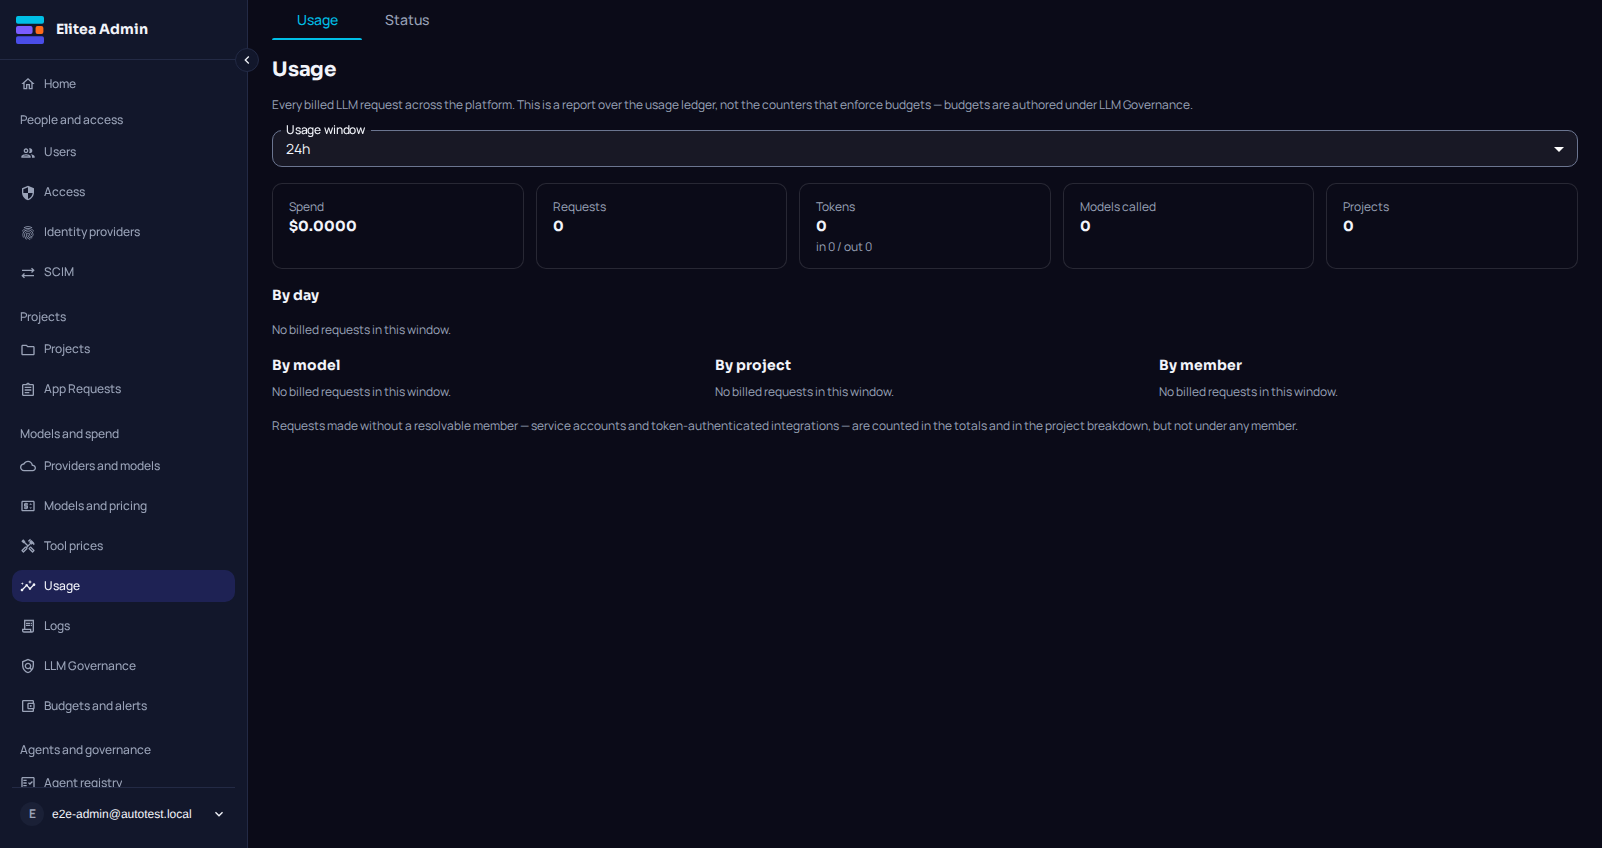 Elitea Admin
Home
People and access
Users
Access
Identity providers
SCIM
Projects
Projects
App Requests
Models and spend
Providers and models
Models and pricing
Tool prices
Usage
Logs
LLM Governance
Budgets and alerts
Agents and governance
Agent registry
E e2e-admin@autotest.local
Usage Status
Usage
Every billed LLM request across the platform. This is a report over the usage ledger, not the counters that enforce budgets — budgets are authored under LLM Governance.
Usage window
24h
Spend
$0.0000
Requests
0
Tokens
0
in 0 / out 0
Models called
0
Projects
0
By day
No billed requests in this window.
By model
No billed requests in this window.
By project
No billed requests in this window.
By member
No billed requests in this window.
Requests made without a resolvable member — service accounts and token-authenticated integrations — are counted in the totals and in the project breakdown, but not under any member.